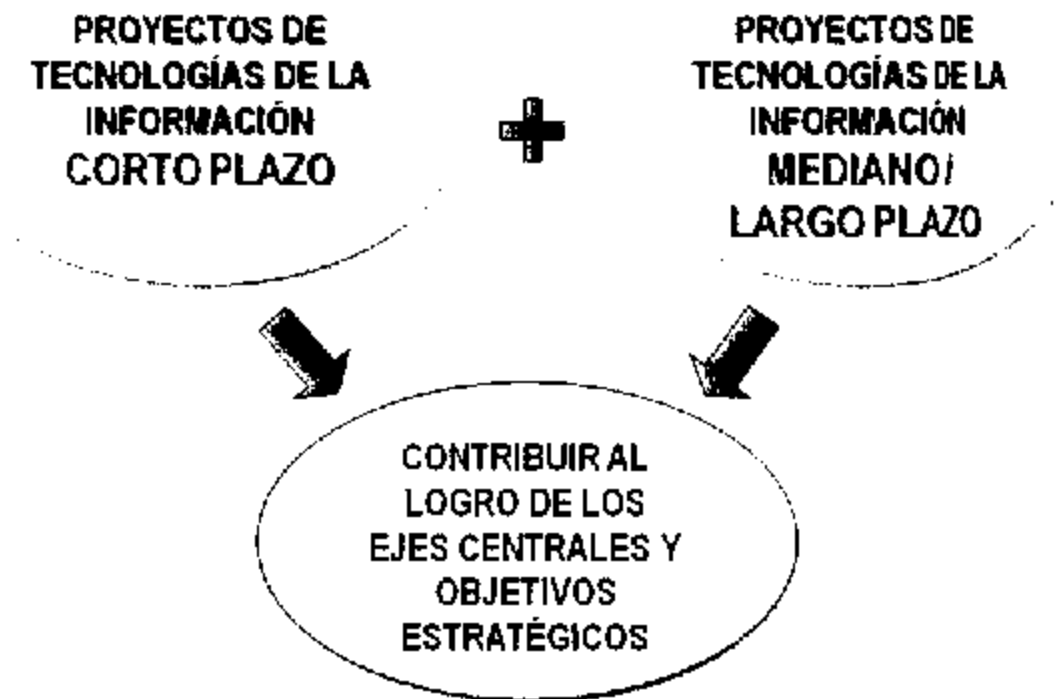 PROYECTOS DE
TECNOLOGÍAS DE LA
INFORMACIÓN
CORTO PLAZO
PROYECTOS DE
TECNOLOGÍAS DE LA
INFORMACIÓN
MEDIANO/
LARGO PLAZO
CONTRIBUIR AL
LOGRO DE LOS
EJES CENTRALES Y
OBJETIVOS
ESTRATÉGICOS